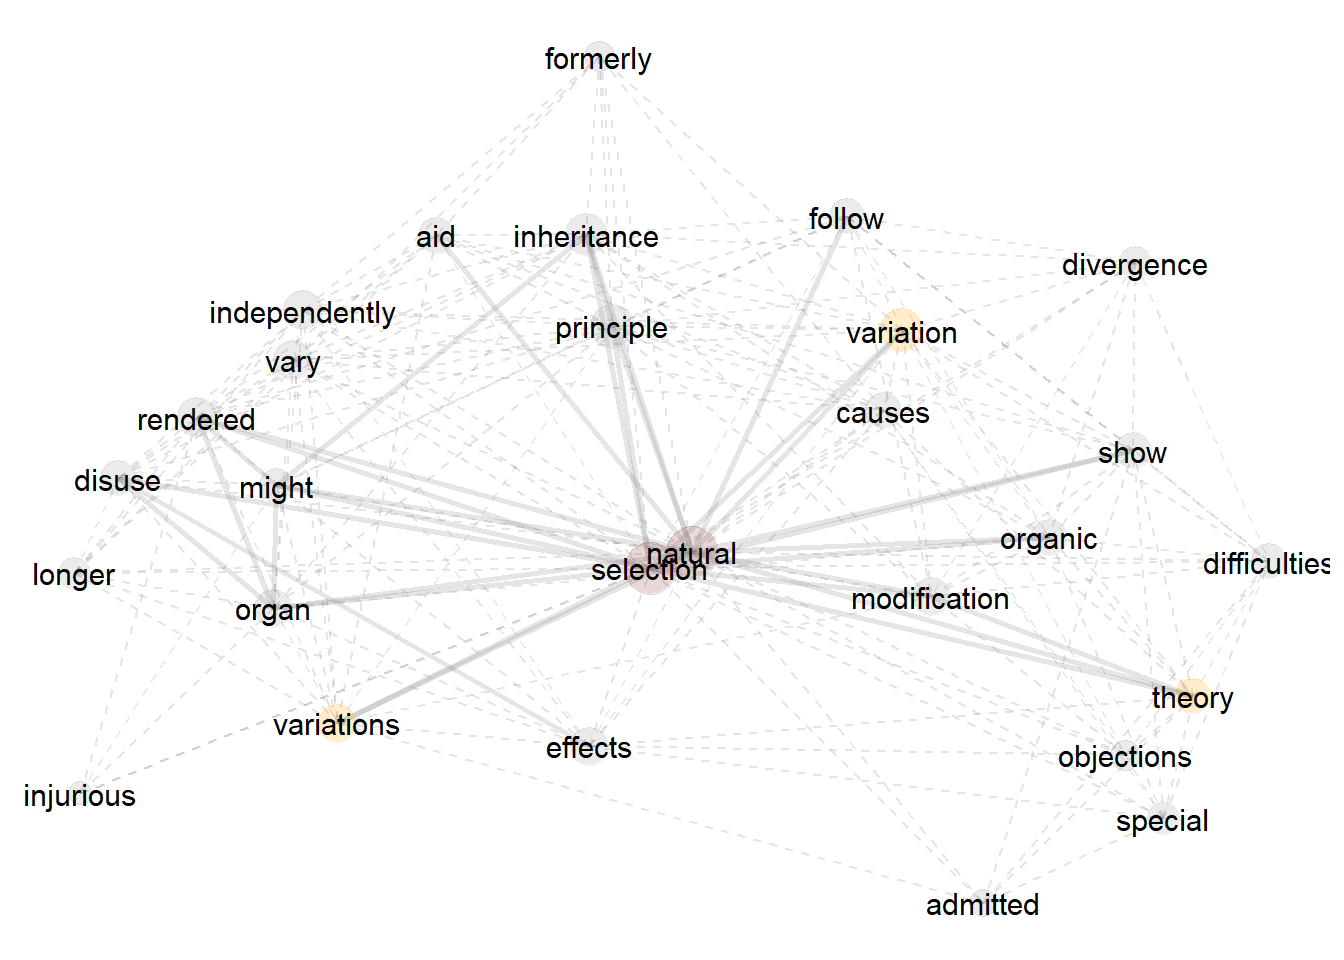 formerly
follow
aid
inheritance
divergence
independently
principle
variation
vary
causes
rendered
show
disuse
might
organic
natural
difficulties
selection
longer
modification
organ
theory
variations
effects
objections
injurious
special
admitted